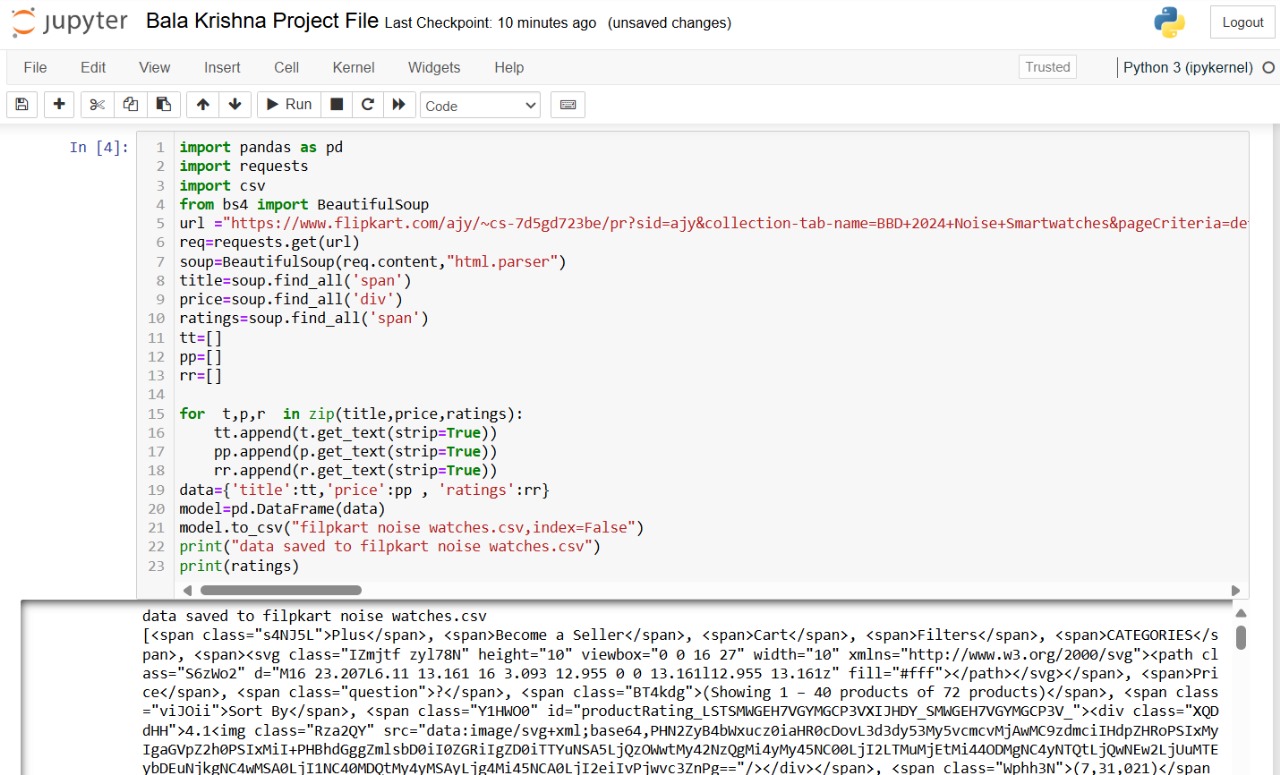 jupyter Bala Krishna Project File Last Checkpoint: 10 minutes ago (unsaved changes) Logout
File Edit View Insert Cell Kernel Widgets Help Trusted Python 3 (ipykernel)
Run Code
In [4]:
1 import pandas as pd
2 import requests
3 import csv
4 from bs4 import BeautifulSoup
5 url ="https://www.flipkart.com/ajy/~cs-7d5gd723be/pr?sid=ajy&collection-tab-name=BBD+2024+Noise+Smartwatches&pageCriteria=de
6 req=requests.get(url)
7 soup=BeautifulSoup(req.content,"html.parser")
8 title=soup.find_all('span')
9 price=soup.find_all('div')
10 ratings=soup.find_all('span')
11 tt=[]
12 pp=[]
13 rr=[]
14
15 for  t,p,r  in zip(title,price,ratings):
16     tt.append(t.get_text(strip=True))
17     pp.append(p.get_text(strip=True))
18     rr.append(r.get_text(strip=True))
19 data={'title':tt,'price':pp , 'ratings':rr}
20 model=pd.DataFrame(data)
21 model.to_csv("filpkart noise watches.csv,index=False")
22 print("data saved to filpkart noise watches.csv")
23 print(ratings)
data saved to filpkart noise watches.csv
[<span class="s4NJ5L">Plus</span>, <span>Become a Seller</span>, <span>Cart</span>, <span>Filters</span>, <span>CATEGORIES</s
pan>, <span><svg class="IZmjtf zyl78N" height="10" viewbox="0 0 16 27" width="10" xmlns="http://www.w3.org/2000/svg"><path cl
ass="S6zWo2" d="M16 23.207L6.11 13.161 16 3.093 12.955 0 0 13.161l12.955 13.161z" fill="#fff"></path></svg></span>, <span>Pri
ce</span>, <span class="question">?</span>, <span class="BT4kdg">(Showing 1 – 40 products of 72 products)</span>, <span class
="viJOii">Sort By</span>, <span class="Y1HWO0" id="productRating_LSTSMWGEH7VGYMGCP3VXIJHDY_SMWGEH7VGYMGCP3V_"><div class="XQD
dHH">4.1<img class="Rza2QY" src="data:image/svg+xml;base64,PHN2ZyB4bWxucz0iaHR0cDovL3d3dy53My5vcmcvMjAwMC9zdmciIHdpZHRoPSIxMy
IgaGVpZ2h0PSIxMiI+PHBhdGggZmlsbD0iI0ZGRiIgZD0iTTYuNSA5LjQzOWwtMy42NzQgMi4yMy45NC00LjI2LTMuMjEtMi44ODMgNC4yNTQtLjQwNEw2LjUuMTE
ybDEuNjkgNC4wMSA0LjI1NC40MDQtMy4yMSAyLjg4Mi45NCA0LjI2eiIvPjwvc3ZnPg=="/></div></span>, <span class="Wphh3N">(7,31,021)</span